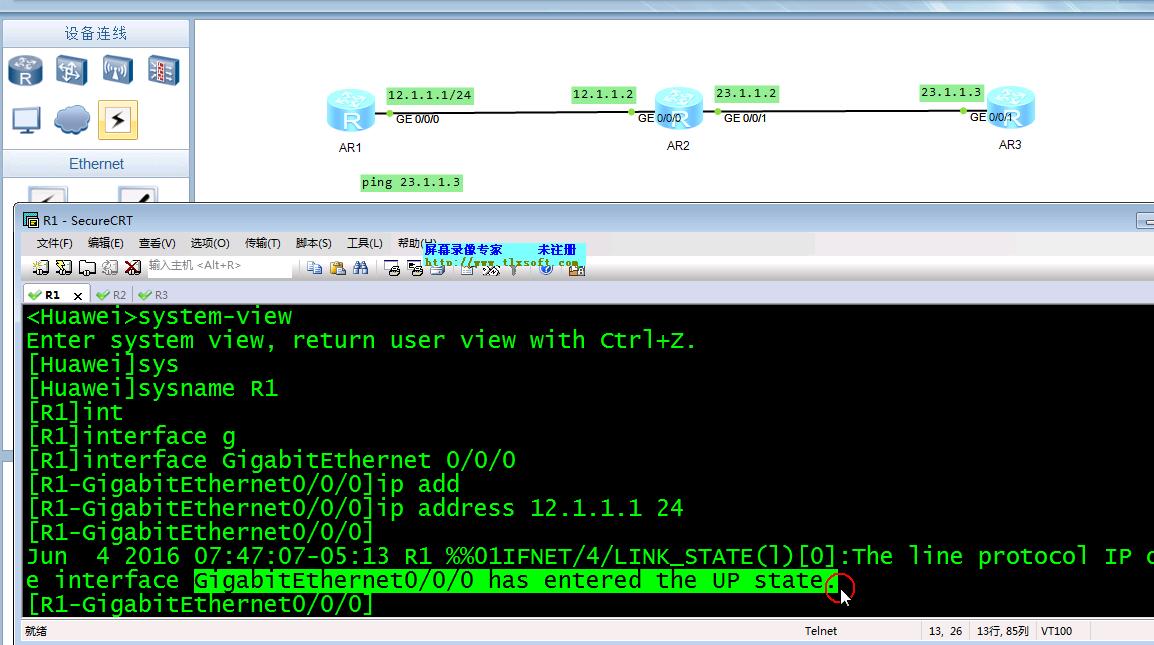 设备连线
12.1.1.1/24
12.1.1.2
23.1.1.2
23.1.1.3
GE 0/0/0
GE 0/0/0
GE 0/0/1
GE 0/0/1
R
R
R
R
AR1
AR2
AR3
Ethernet
ping 23.1.1.3
R1 - SecureCRT
文件(F) 编辑(E) 查看(V) 选项(O) 传输(T) 脚本(S) 工具(L) 帮助(H)
屏幕录像专家 未注册
http://www.tlxsoft.com
输入主机 <Alt+R>
R1 x R2 R3
<Huawei>system-view
Enter system view, return user view with Ctrl+Z.
[Huawei]sys
[Huawei]sysname R1
[R1]int
[R1]interface g
[R1]interface GigabitEthernet 0/0/0
[R1-GigabitEthernet0/0/0]ip add
[R1-GigabitEthernet0/0/0]ip address 12.1.1.1 24
[R1-GigabitEthernet0/0/0]
Jun  4 2016 07:47:07-05:13 R1 %%01IFNET/4/LINK_STATE(l)[0]:The line protocol IP
e interface GigabitEthernet0/0/0 has entered the UP state.
[R1-GigabitEthernet0/0/0]
就绪 Telnet 13, 26 13行, 85列 VT100